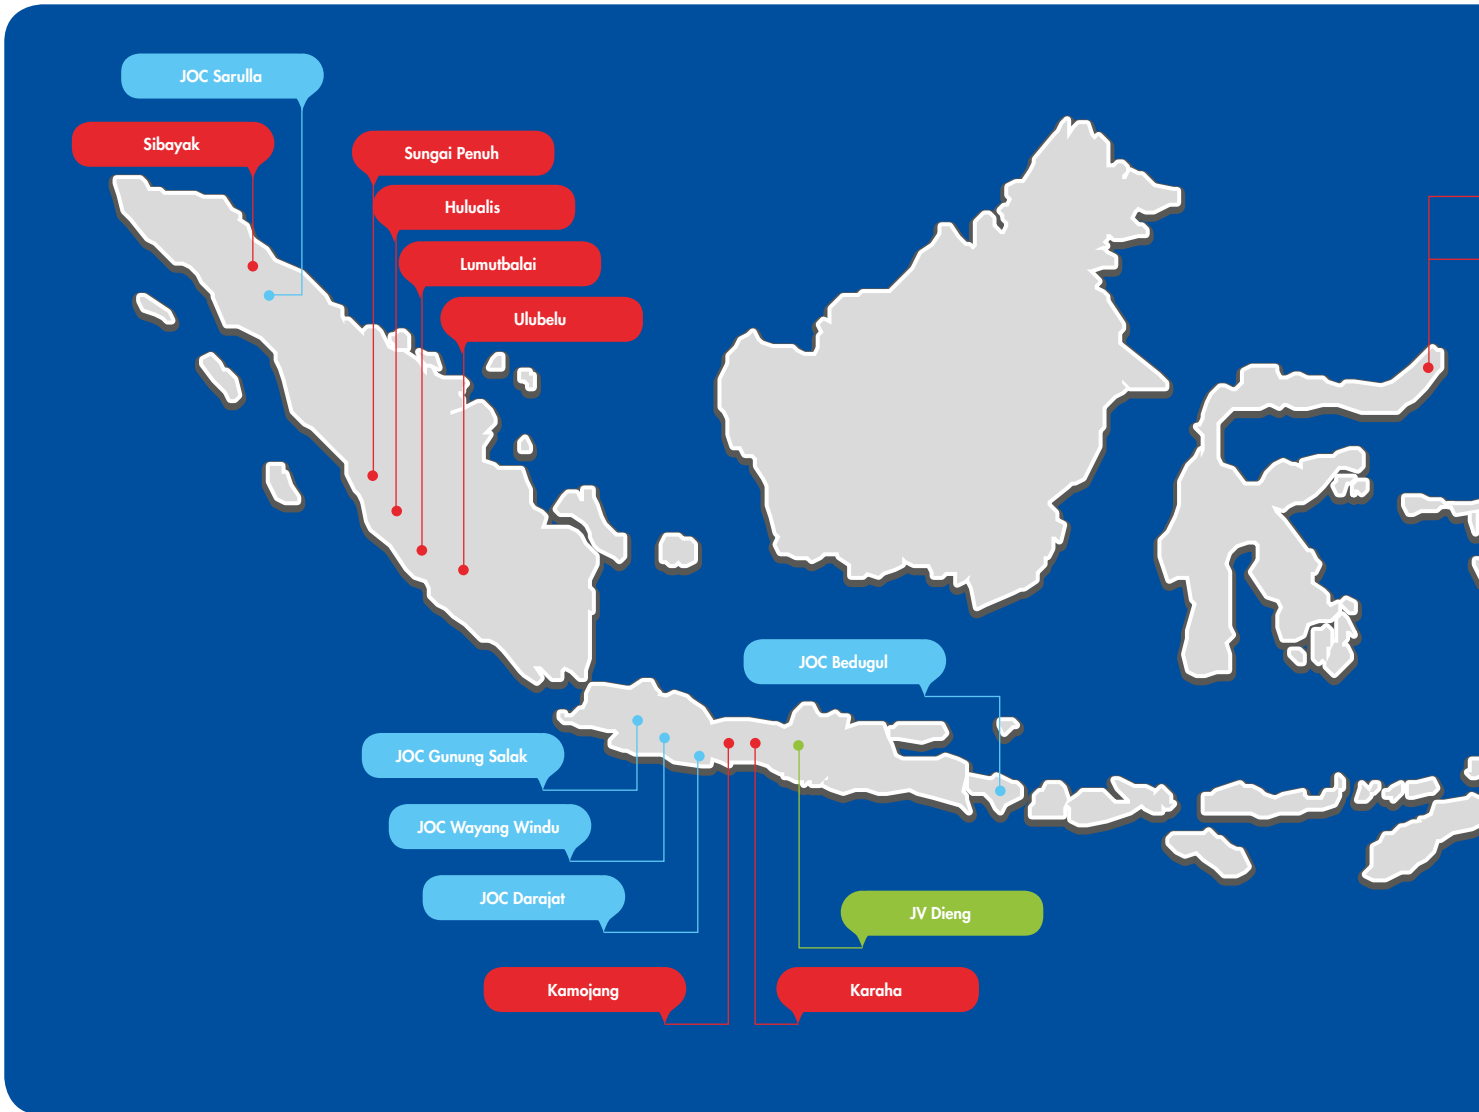 JOC Sarulla
Sibayak
Sungai Penuh
Hulualis
Lumutbalai
Ulubelu
JOC Bedugul
JOC Gunung Salak
JOC Wayang Windu
JOC Darajat
JV Dieng
Kamojang
Karaha